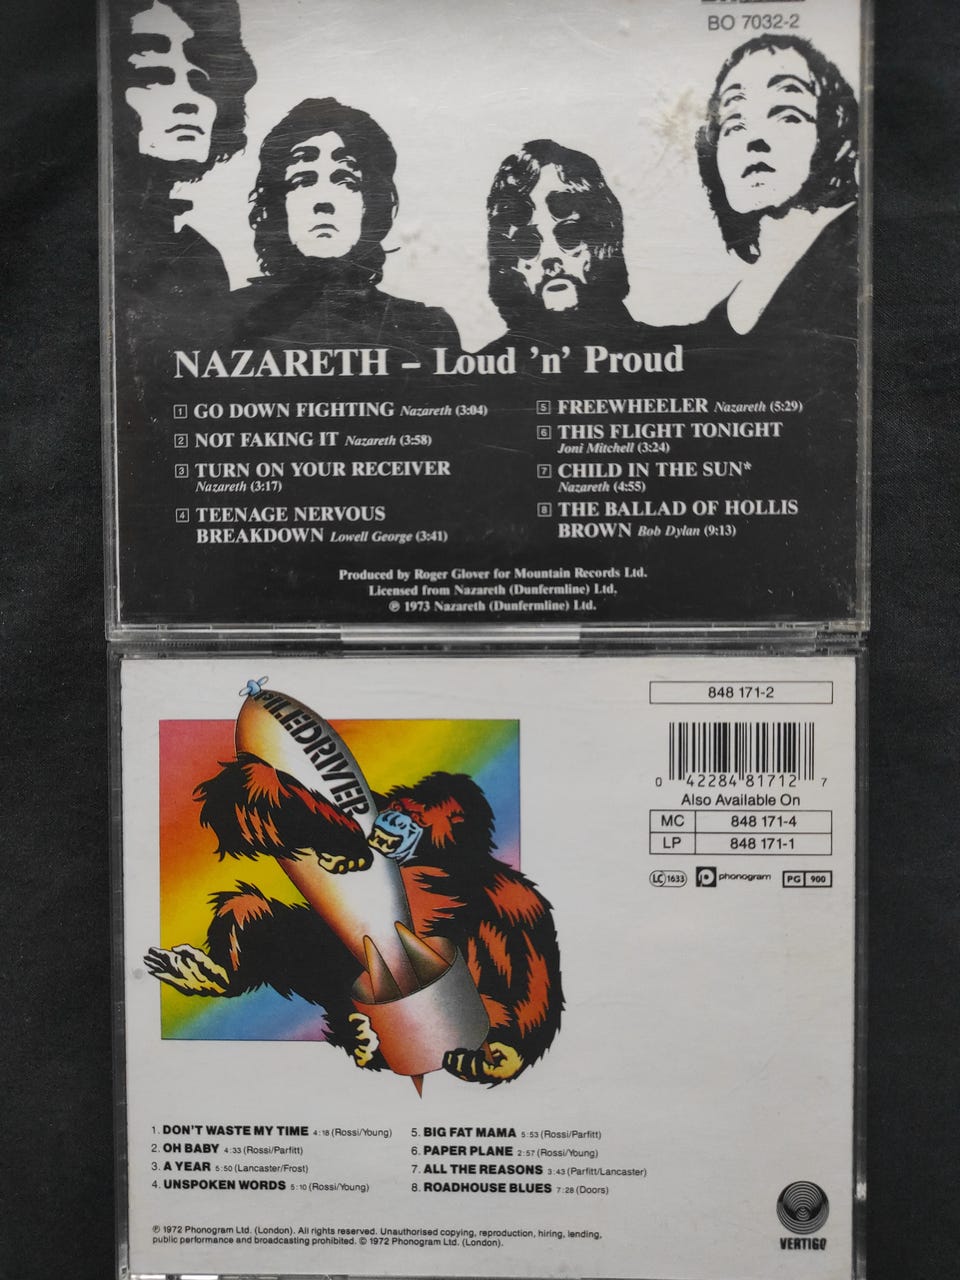 BO 7032-2
NAZARETH – Loud 'n' Proud
1 GO DOWN FIGHTING Nazareth (3:04)
2 NOT FAKING IT Nazareth (3:58)
3 TURN ON YOUR RECEIVER
Nazareth (3:17)
4 TEENAGE NERVOUS
BREAKDOWN Lowell George (3:41)
5 FREEWHEELER Nazareth (5:29)
6 THIS FLIGHT TONIGHT
Joni Mitchell (3:24)
7 CHILD IN THE SUN*
Nazareth (4:55)
8 THE BALLAD OF HOLLIS
BROWN Bob Dylan (9:13)
Produced by Roger Glover for Mountain Records Ltd.
Licensed from Nazareth (Dunfermline) Ltd.
℗ 1973 Nazareth (Dunfermline) Ltd.
PILEDRIVER
848 171-2
0 42284 81712 7
Also Available On
MC 848 171-4
LP 848 171-1
LC 1633 phonogram PG 900
1. DON'T WASTE MY TIME 4:18 (Rossi/Young)
2. OH BABY 4:33 (Rossi/Parfitt)
3. A YEAR 5:50 (Lancaster/Frost)
4. UNSPOKEN WORDS 5:10 (Rossi/Young)
5. BIG FAT MAMA 5:53 (Rossi/Parfitt)
6. PAPER PLANE 2:57 (Rossi/Young)
7. ALL THE REASONS 3:43 (Parfitt/Lancaster)
8. ROADHOUSE BLUES 7:28 (Doors)
℗ 1972 Phonogram Ltd. (London). All rights reserved. Unauthorised copying, reproduction, hiring, lending,
public performance and broadcasting prohibited. © 1972 Phonogram Ltd. (London).
VERTIGO